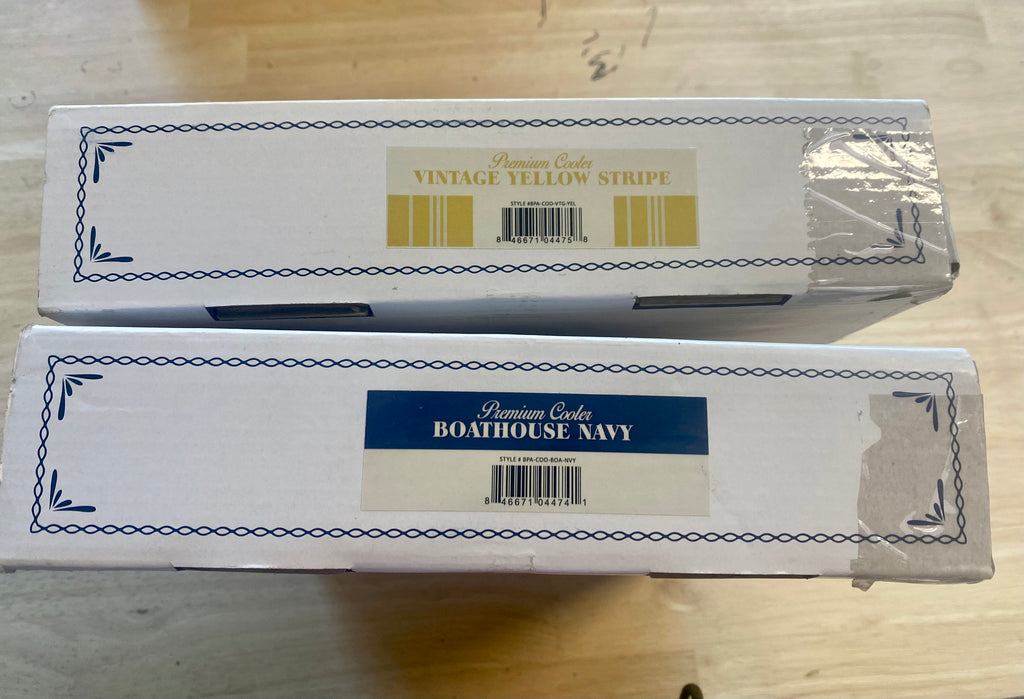 Premium Cooler
VINTAGE YELLOW STRIPE
STYLE #BPA-COO-VTG-YEL
8 46671 04475 8
Premium Cooler
BOATHOUSE NAVY
STYLE # BPA-COO-BOA-NVY
8 46671 04474 1